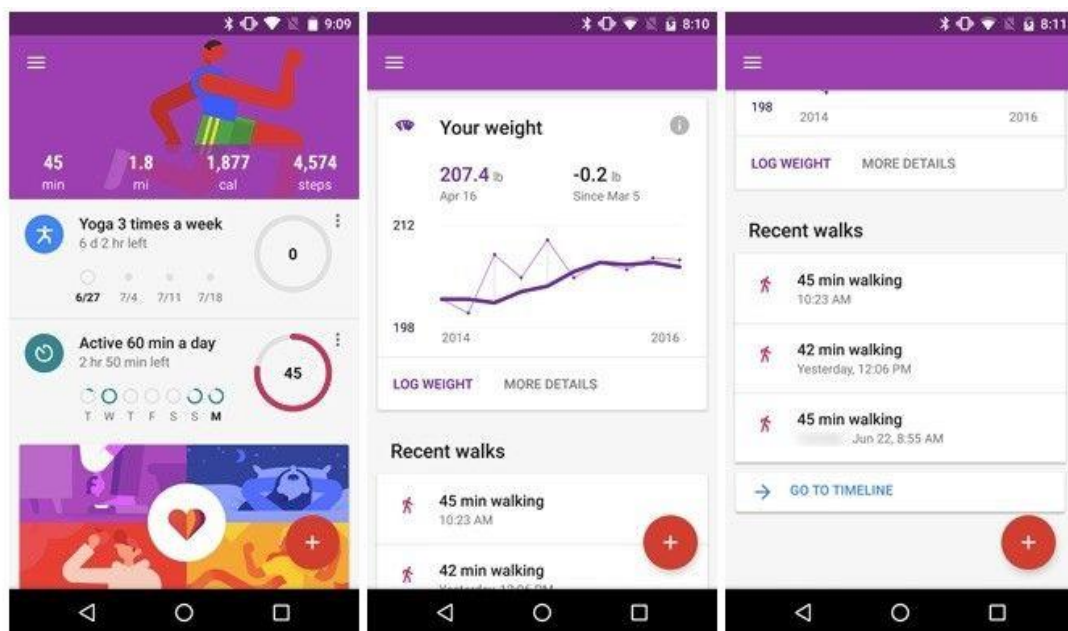 9:09
45
1.8
1,877
4,574
min
mi
cal
steps
Yoga 3 times a week
6 d 2 hr left
0
6/27 7/4 7/11 7/18
Active 60 min a day
2 hr 50 min left
45
T W T F S S M
+
8:10
Your weight
207.4 lb
-0.2 lb
Apr 16
Since Mar 5
212
198
2014
2016
LOG WEIGHT
MORE DETAILS
Recent walks
45 min walking
10:23 AM
42 min walking
Yesterday, 12:06 PM
+
8:11
198
2014
2016
LOG WEIGHT
MORE DETAILS
Recent walks
45 min walking
10:23 AM
42 min walking
Yesterday, 12:06 PM
45 min walking
Jun 22, 8:55 AM
GO TO TIMELINE
+